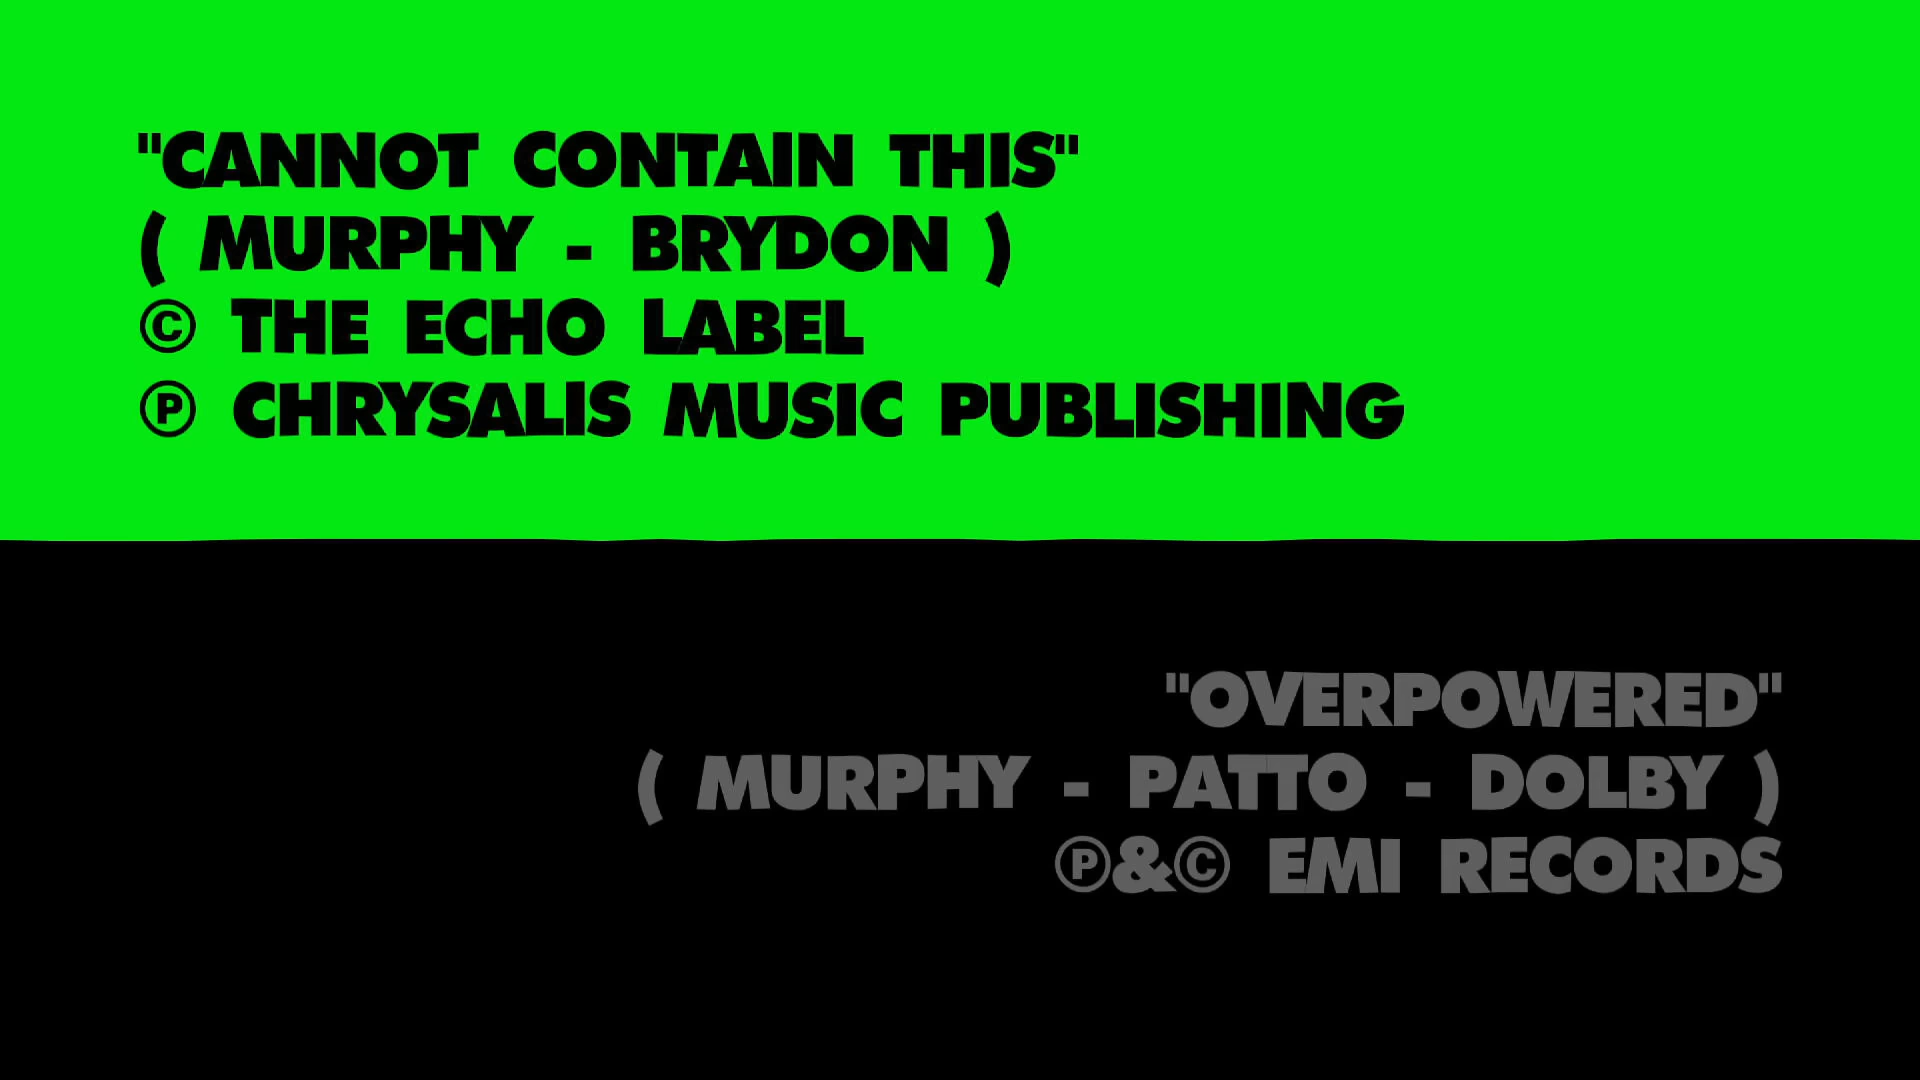 "CANNOT CONTAIN THIS"
( MURPHY - BRYDON )
© THE ECHO LABEL
℗ CHRYSALIS MUSIC PUBLISHING
"OVERPOWERED"
( MURPHY - PATTO - DOLBY )
℗&© EMI RECORDS